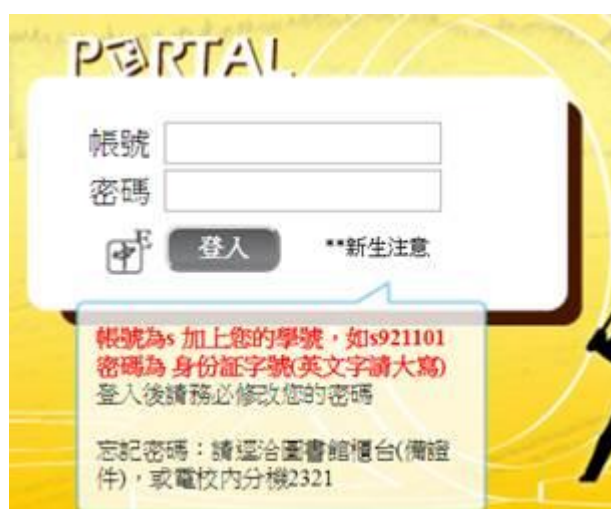 PORTAL
帳號
密碼
E
登入
**新生注意
帳號為s 加上您的學號，如s921101
密碼為 身份証字號(英文字請大寫)
登入後請務必修改您的密碼
忘記密碼：請逕洽圖書館櫃台(備證
件)，或電校內分機2321